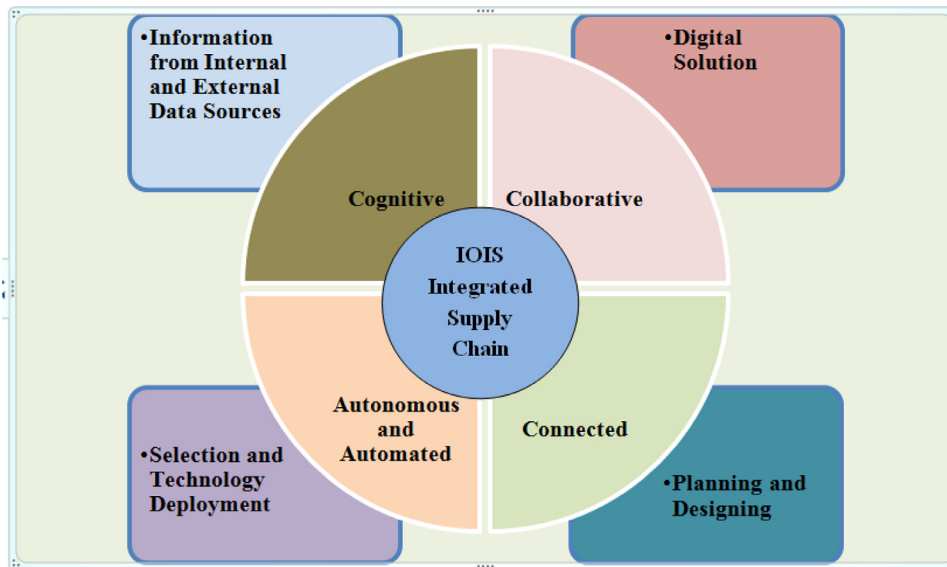 •Information
from Internal
and External
Data Sources
•Digital
Solution
Cognitive
Collaborative
IOIS
Integrated
Supply
Chain
Autonomous
and
Automated
Connected
•Selection and
Technology
Deployment
•Planning and
Designing